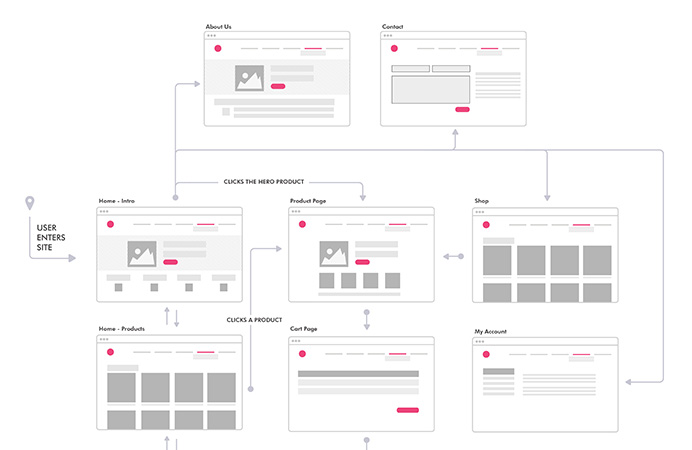 About Us
Contact
CLICKS THE HERO PRODUCT
Home - Intro
Product Page
Shop
USER
ENTERS
SITE
CLICKS A PRODUCT
Home - Products
Cart Page
My Account